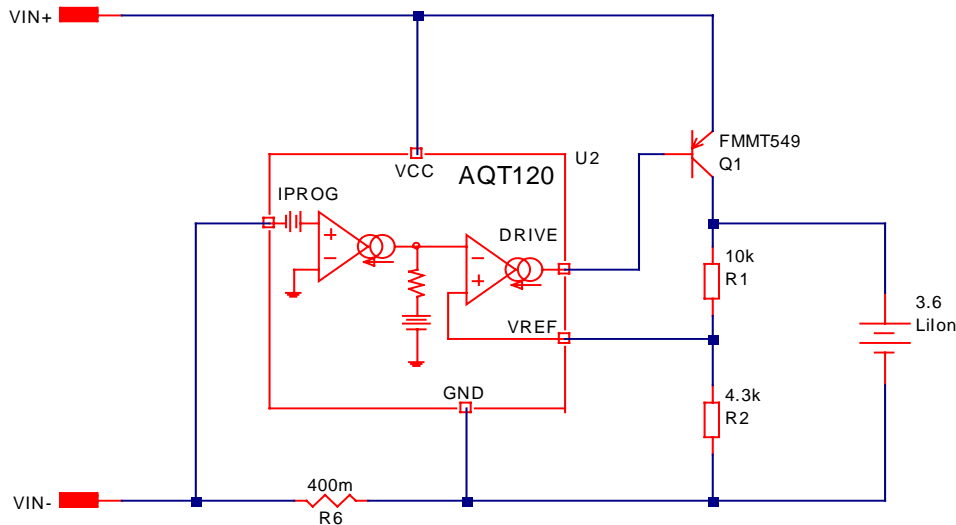 VIN+
FMMT549
Q1
U2
VCC
AQT120
IPROG
DRIVE
10k
R1
3.6
LiIon
VREF
GND
4.3k
R2
400m
VIN-
R6